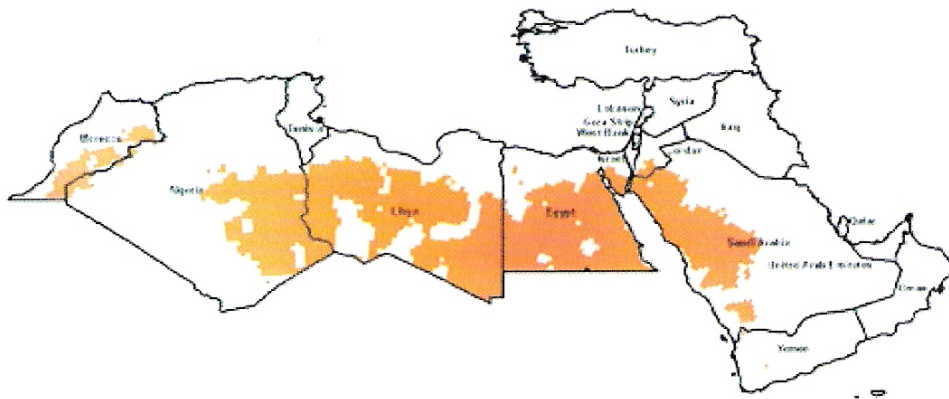 Turkey
Lebanon
Syria
Gaza Strip
West Bank
Iraq
Israel
Jordan
Morocco
Tunisia
Algeria
Libya
Egypt
Qatar
Saudi Arabia
United Arab Emirates
Oman
Yemen